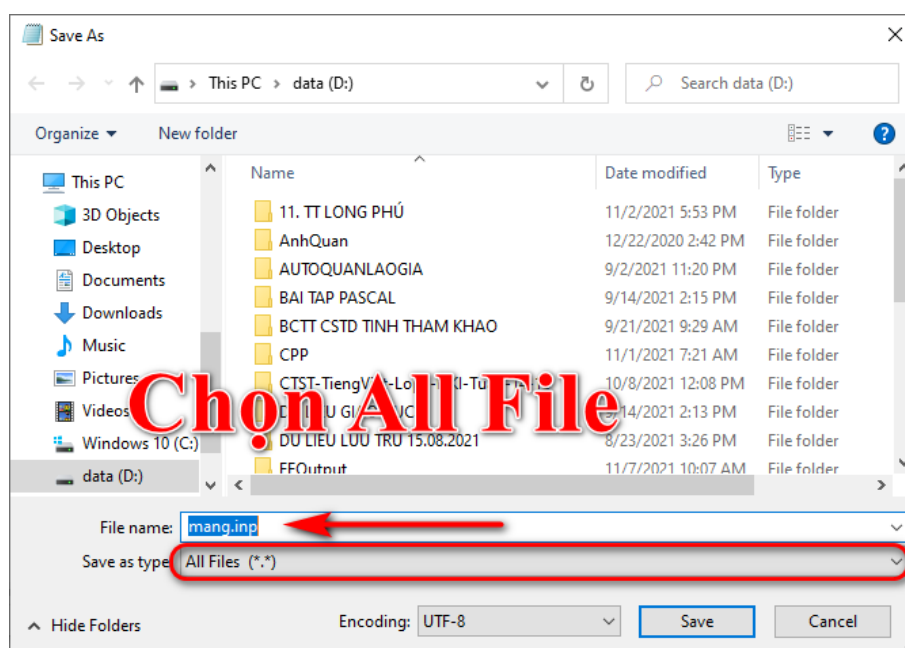 Save As
This PC > data (D:)
Search data (D:)
Organize
New folder
Name
Date modified
Type
This PC
3D Objects
Desktop
Documents
Downloads
Music
Pictures
Videos
Windows 10 (C:)
data (D:)
11. TT LONG PHÚ 11/2/2021 5:53 PM File folder
AnhQuan 12/22/2020 2:42 PM File folder
AUTOQUANLAOGIA 9/2/2021 11:20 PM File folder
BAI TAP PASCAL 9/14/2021 2:15 PM File folder
BCTT CSTD TINH THAM KHAO 9/21/2021 9:29 AM File folder
CPP 11/1/2021 7:21 AM File folder
10/8/2021 12:08 PM File folder
2:13 PM File folder
DU LIEU LUU TRU 15.08.2021 8/23/2021 3:26 PM File folder
FFOutput 11/7/2021 10:07 AM File folder
Chọn All File
File name: mang.inp
Save as type: All Files (*.*)
Hide Folders
Encoding: UTF-8
Save
Cancel